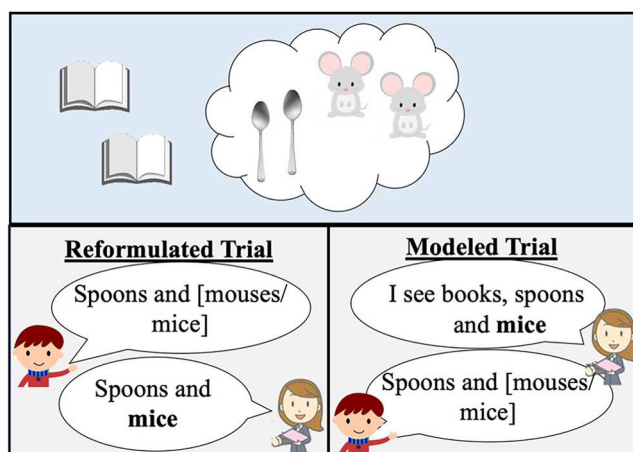 Reformulated Trial
Spoons and [mouses/
mice]
Spoons and
mice
Modeled Trial
I see books, spoons
and mice
Spoons and [mouses/
mice]